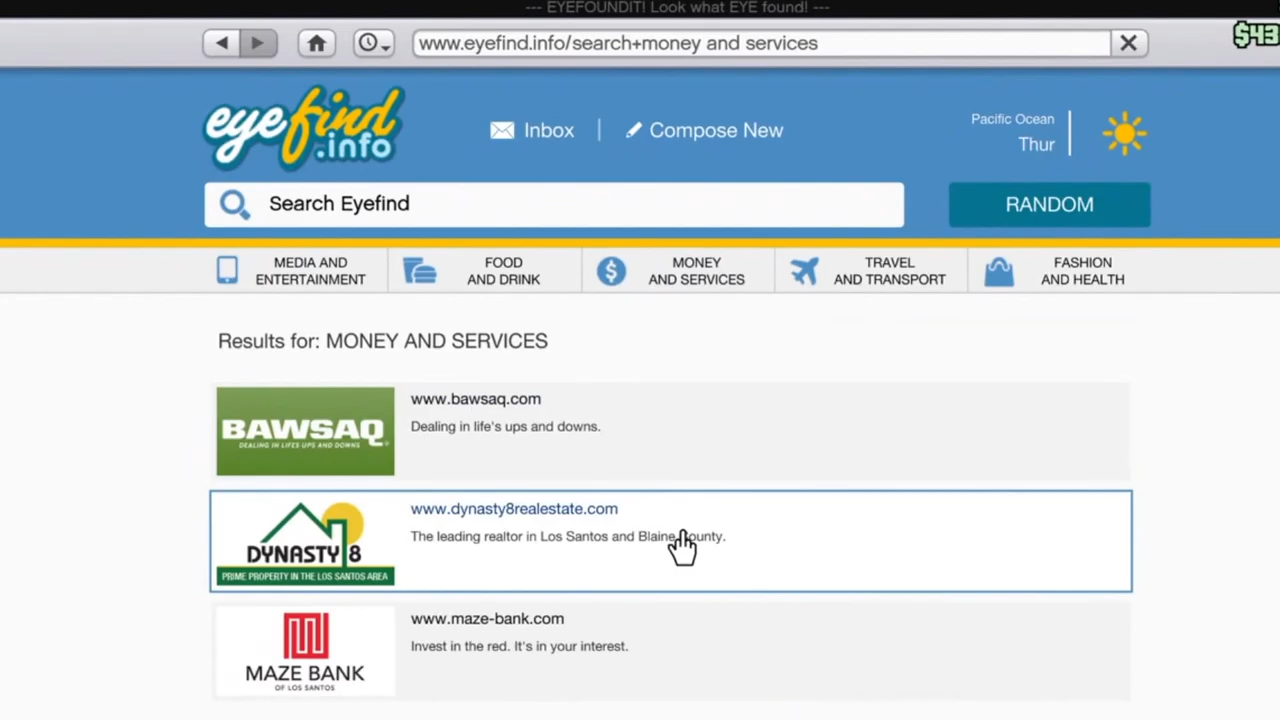 --- EYEFOUNDIT! Look what EYE found! ---
www.eyefind.info/search+money and services
$43
eyefind
.info
Inbox
Compose New
Pacific Ocean
Thur
Search Eyefind
RANDOM
MEDIA AND
ENTERTAINMENT
FOOD
AND DRINK
MONEY
AND SERVICES
TRAVEL
AND TRANSPORT
FASHION
AND HEALTH
Results for: MONEY AND SERVICES
BAWSAQ
DEALING IN LIFE'S UPS AND DOWNS
www.bawsaq.com
Dealing in life's ups and downs.
DYNASTY 8
PRIME PROPERTY IN THE LOS SANTOS AREA
www.dynasty8realestate.com
The leading realtor in Los Santos and Blaine County.
MAZE BANK
OF LOS SANTOS
www.maze-bank.com
Invest in the red. It's in your interest.